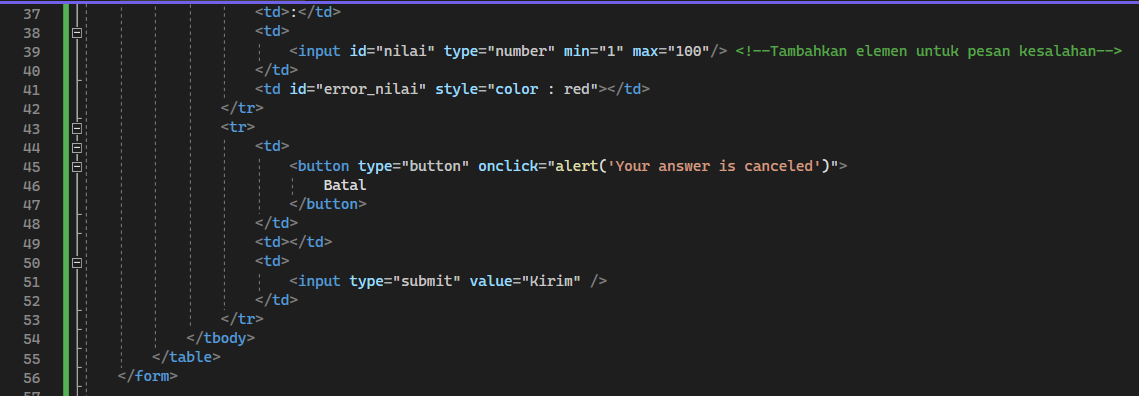 37 <td>:</td>
38 <td>
39 <input id="nilai" type="number" min="1" max="100"/> <!--Tambahkan elemen untuk pesan kesalahan-->
40 </td>
41 <td id="error_nilai" style="color : red"></td>
42 </tr>
43 <tr>
44 <td>
45 <button type="button" onclick="alert('Your answer is canceled')">
46 Batal
47 </button>
48 </td>
49 <td></td>
50 <td>
51 <input type="submit" value="Kirim" />
52 </td>
53 </tr>
54 </tbody>
55 </table>
56 </form>
57